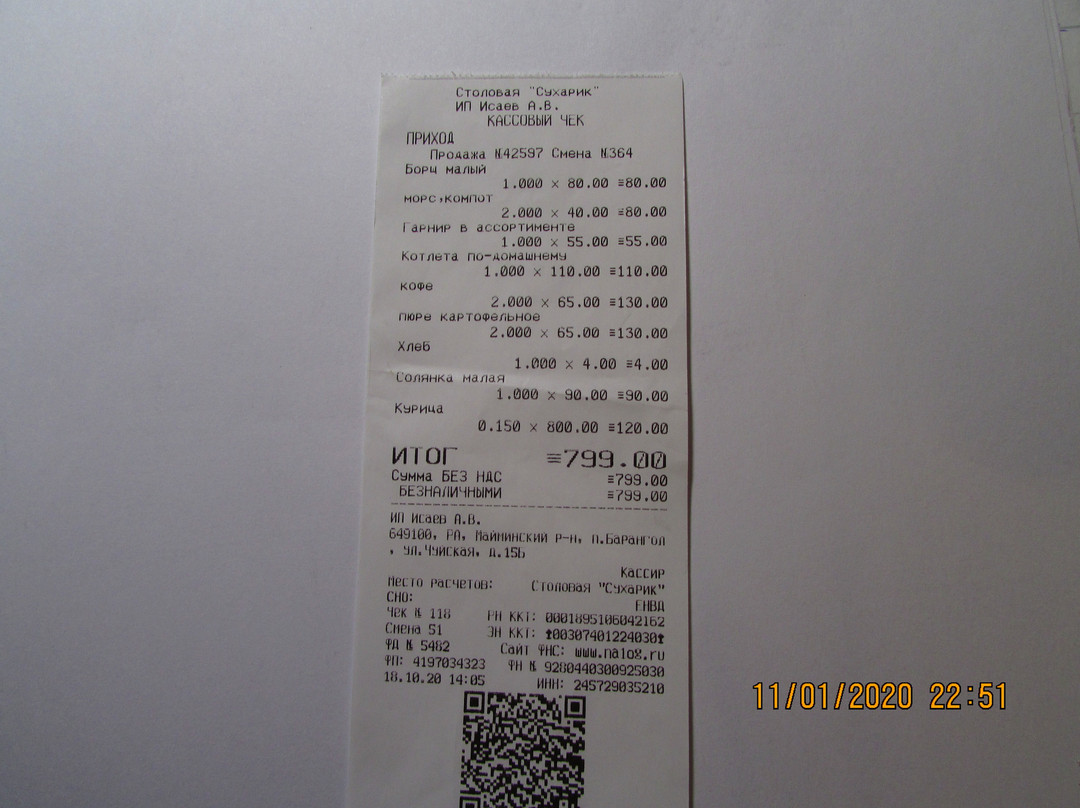 Столовая "Сухарик"
ИП Исаев А.В.
КАССОВЫЙ ЧЕК
ПРИХОД
Продажа №42597 Смена №364
Борщ малый
1.000 × 80.00 ≡80.00
морс,компот
2.000 × 40.00 ≡80.00
Гарнир в ассортименте
1.000 × 55.00 ≡55.00
Котлета по-домашнему
1.000 × 110.00 ≡110.00
кофе
2.000 × 65.00 ≡130.00
пюре картофельное
2.000 × 65.00 ≡130.00
Хлеб
1.000 × 4.00 ≡4.00
Солянка малая
1.000 × 90.00 ≡90.00
Курица
0.150 × 800.00 ≡120.00
ИТОГ ≡799.00
Сумма БЕЗ НДС ≡799.00
БЕЗНАЛИЧНЫМИ ≡799.00
ИП Исаев А.В.
649100, РА, Майминский р-н, п.Барангол
, ул.Чуйская, д.15Б
Кассир
Место расчетов: Столовая "Сухарик"
СНО: ЕНВД
Чек № 118 РН ККТ: 0001895106042162
Смена 51 ЗН ККТ: 00307401224030
ФД № 5482 Сайт ФНС: www.nalog.ru
ФП: 4197034323 ФН № 9280440300925030
18.10.20 14:05 ИНН: 245729035210
11/01/2020 22:51